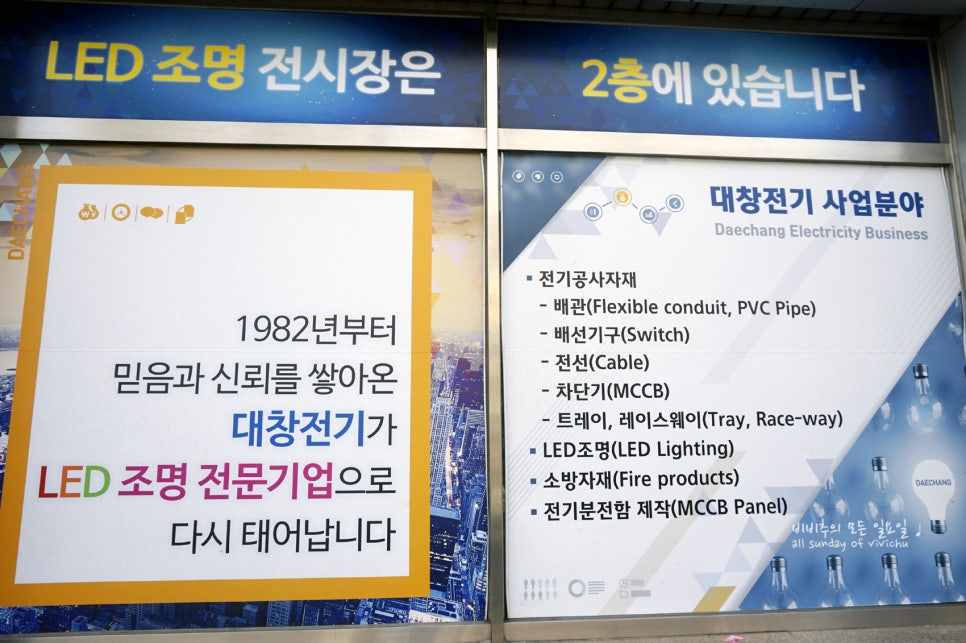 LED 조명 전시장은
2층에 있습니다
DAECHANG
1982년부터
믿음과 신뢰를 쌓아온
대창전기가
LED 조명 전문기업으로
다시 태어납니다
대창전기 사업분야
Daechang Electricity Business
▪ 전기공사자재
- 배관(Flexible conduit, PVC Pipe)
- 배선기구(Switch)
- 전선(Cable)
- 차단기(MCCB)
- 트레이, 레이스웨이(Tray, Race-way)
▪ LED조명(LED Lighting)
▪ 소방자재(Fire products)
▪ 전기분전함 제작(MCCB Panel)
DAECHANG
비비추의 모든 일요일 ♩
all sunday of vivichu